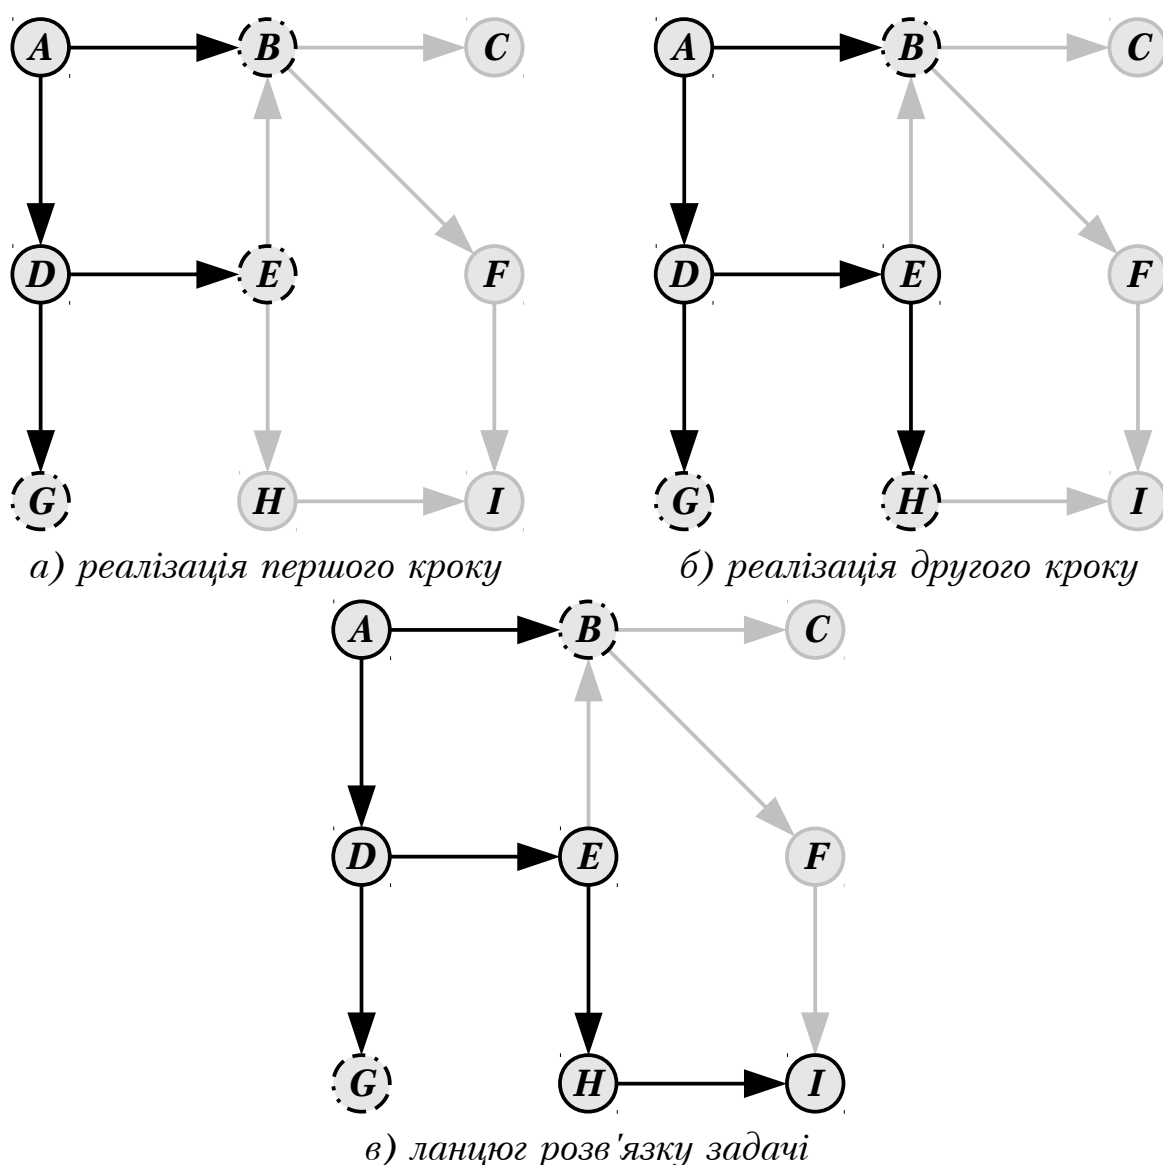 A B C A B C
D E F D E F
G H I G H I
а) реалізація першого кроку б) реалізація другого кроку
A B C
D E F
G H I
в) ланцюг розв'язку задачі